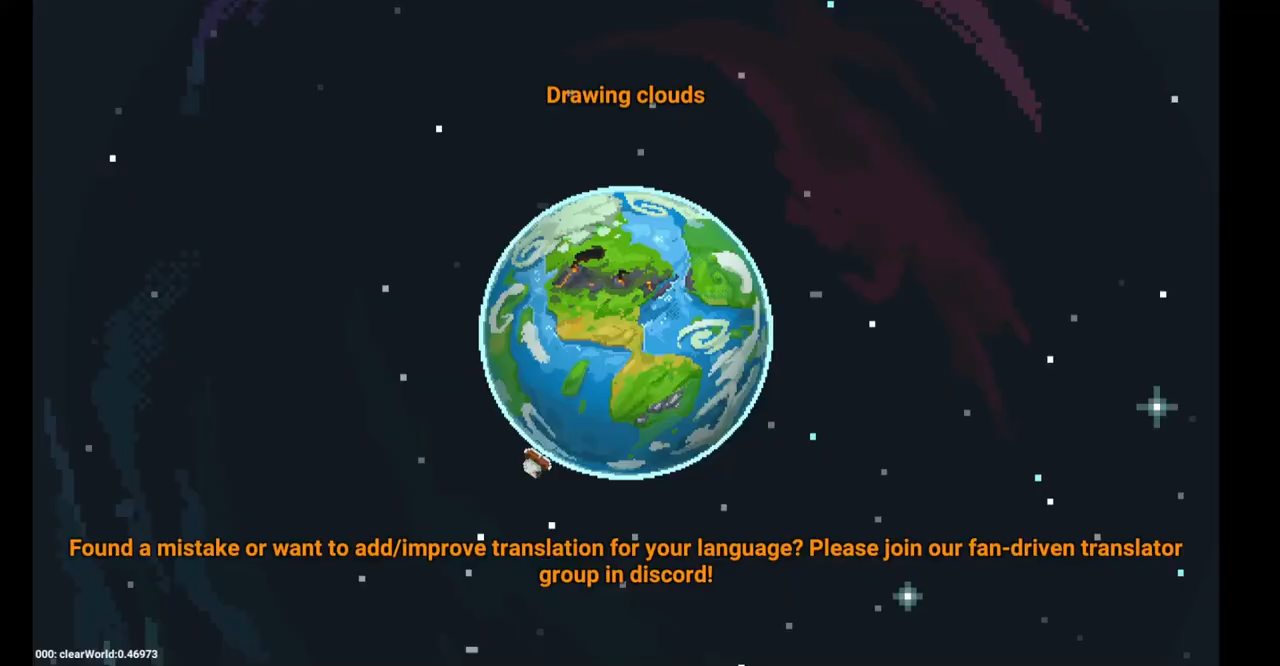 Drawing clouds
Found a mistake or want to add/improve translation for your language? Please join our fan-driven translator
group in discord!
000: clearWorld:0.46973